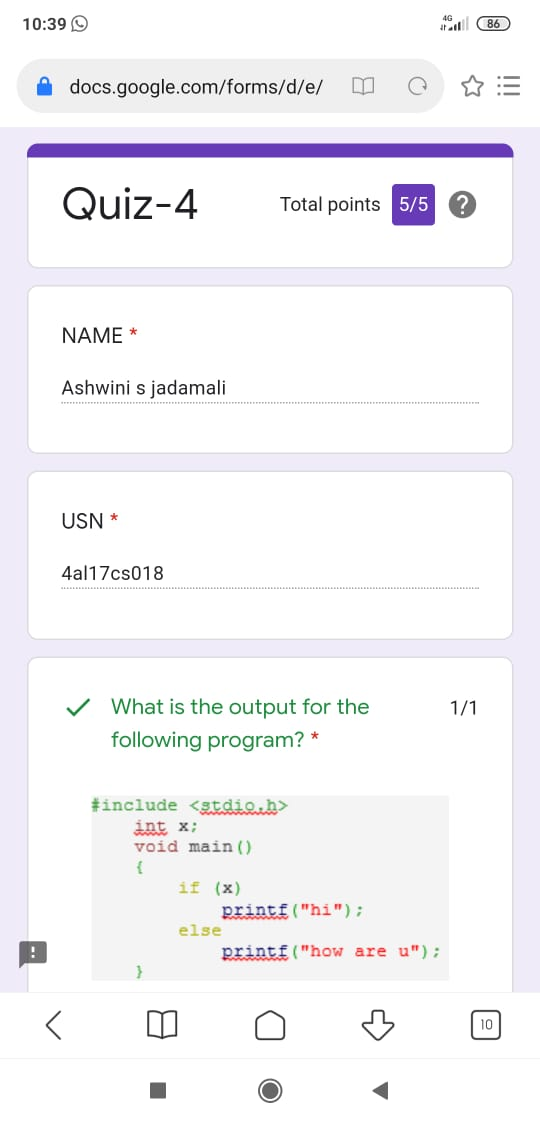 10:39
4G
86
docs.google.com/forms/d/e/
Quiz-4
Total points 5/5 ?
NAME *
Ashwini s jadamali
USN *
4al17cs018
What is the output for the 1/1
following program? *
#include <stdio.h>
int x;
void main()
{
if (x)
printf("hi");
else
printf("how are u");
}
!
10